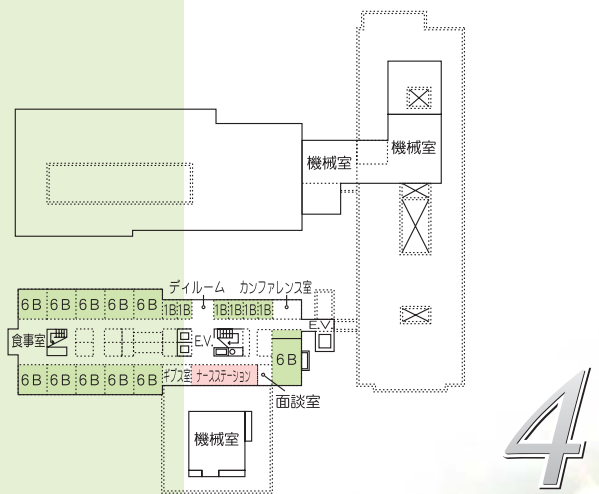 機械室
機械室
ディルーム
カンファレンス室
6B 6B 6B 6B 6B 1B 1B 1B 1B 1B 1B
食事室
E.V.
E.V.
6B
6B 6B 6B 6B 6B ギプス室 ナースステーション
面談室
機械室
4